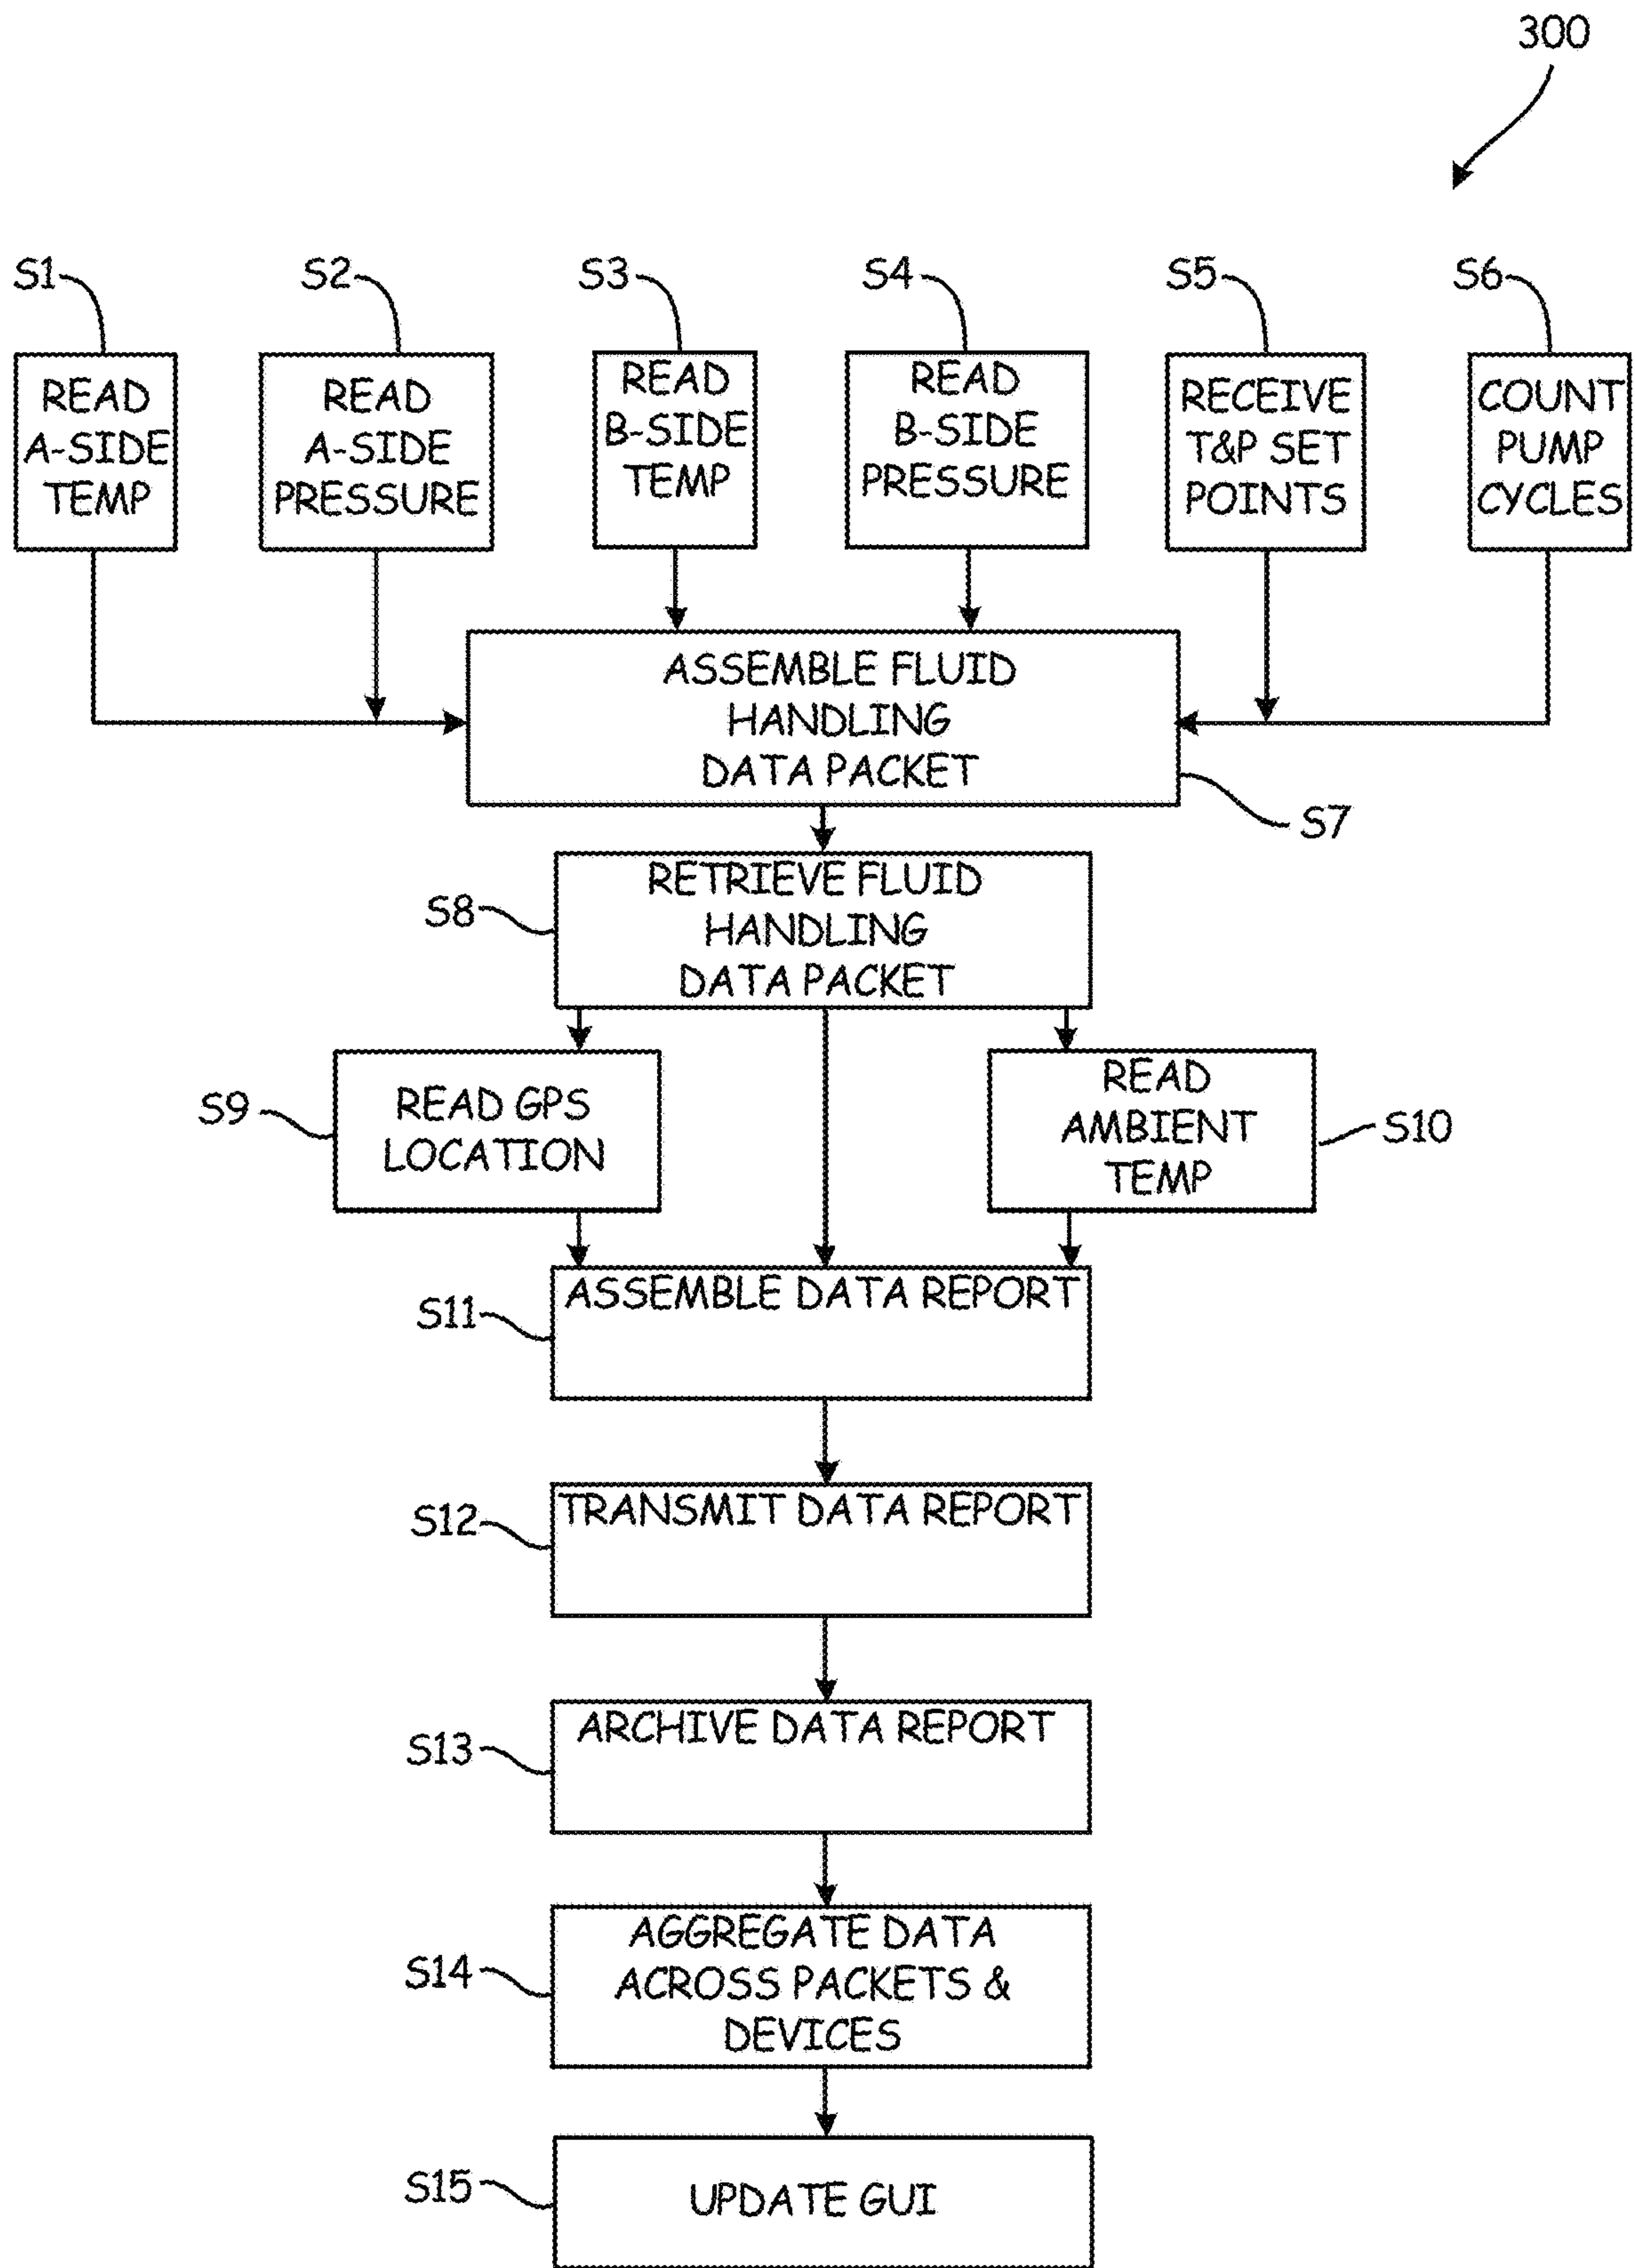 300
S1
S2
S3
S4
S5
S6
READ
A-SIDE
TEMP
READ
A-SIDE
PRESSURE
READ
B-SIDE
TEMP
READ
B-SIDE
PRESSURE
RECEIVE
T&P SET
POINTS
COUNT
PUMP
CYCLES
ASSEMBLE FLUID
HANDLING
DATA PACKET
S7
S8
RETRIEVE FLUID
HANDLING
DATA PACKET
S9
READ GPS
LOCATION
READ
AMBIENT
TEMP
S10
S11
ASSEMBLE DATA REPORT
S12
TRANSMIT DATA REPORT
S13
ARCHIVE DATA REPORT
S14
AGGREGATE DATA
ACROSS PACKETS &
DEVICES
S15
UPDATE GUI